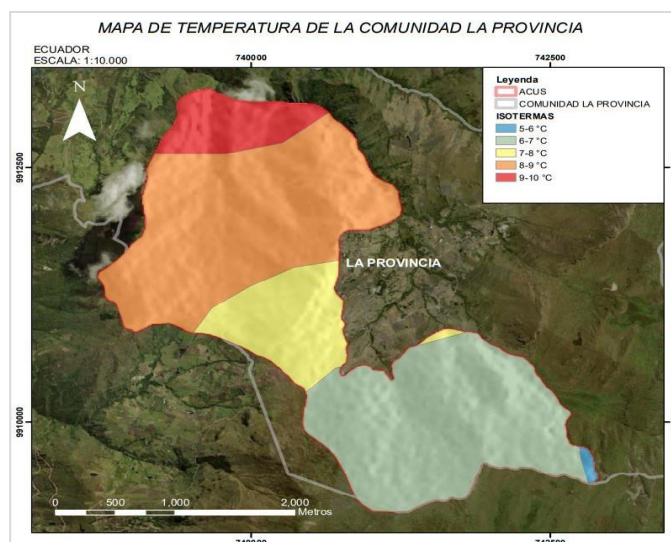 MAPA DE TEMPERATURA DE LA COMUNIDAD LA PROVINCIA
ECUADOR
ESCALA: 1:10.000
740000
742500
N
Leyenda
ACUS
COMUNIDAD LA PROVINCIA
ISOTERMAS
5-6 °C
6-7 °C
7-8 °C
8-9 °C
9-10 °C
9912500
LA PROVINCIA
9910000
0 500 1,000 2,000
Metros